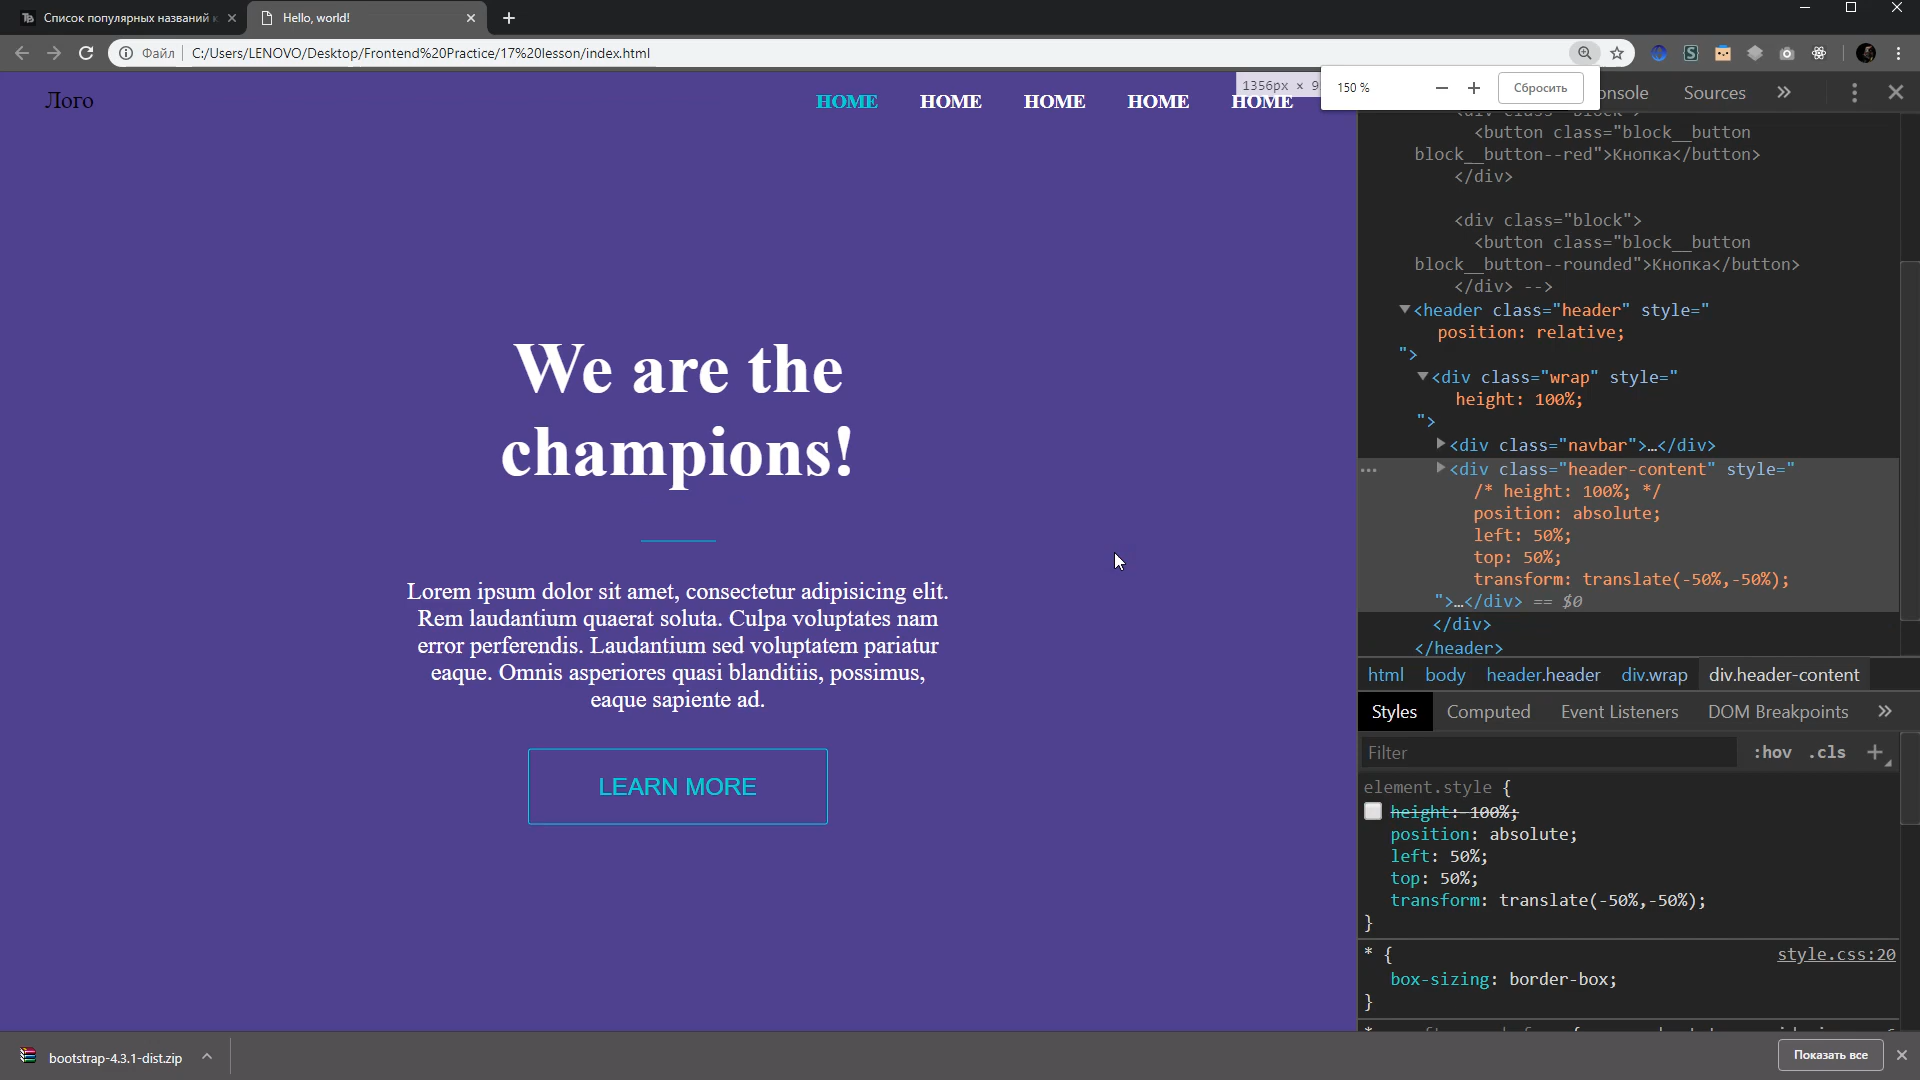 Список популярных названий к
Hello, world!
Файл
C:/Users/LENOVO/Desktop/Frontend%20Practice/17%20lesson/index.html
Лого
HOME
HOME
HOME
HOME
HOME
1356px × 9
150 %
Сбросить
We are the
champions!
Lorem ipsum dolor sit amet, consectetur adipisicing elit.
Rem laudantium quaerat soluta. Culpa voluptates nam
error perferendis. Laudantium sed voluptatem pariatur
eaque. Omnis asperiores quasi blanditiis, possimus,
eaque sapiente ad.
LEARN MORE
onsole
Sources
<div class="block">
<button class="block__button
block__button--red">Кнопка</button>
</div>
<div class="block">
<button class="block__button
block__button--rounded">Кнопка</button>
</div> -->
<header class="header" style="
position: relative;
">
<div class="wrap" style="
height: 100%;
">
<div class="navbar">…</div>
<div class="header-content" style="
/* height: 100%; */
position: absolute;
left: 50%;
top: 50%;
transform: translate(-50%,-50%);
">…</div> == $0
</div>
</header>
html body header.header div.wrap div.header-content
Styles Computed Event Listeners DOM Breakpoints
Filter
:hov .cls
element.style {
height: 100%;
position: absolute;
left: 50%;
top: 50%;
transform: translate(-50%,-50%);
}
* {
style.css:20
box-sizing: border-box;
}
bootstrap-4.3.1-dist.zip
Показать все